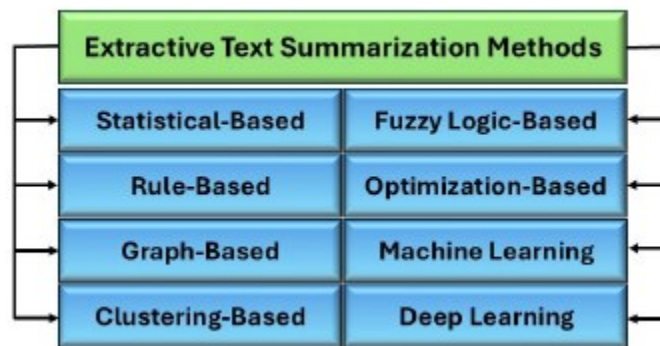 Extractive Text Summarization Methods
Statistical-Based
Fuzzy Logic-Based
Rule-Based
Optimization-Based
Graph-Based
Machine Learning
Clustering-Based
Deep Learning